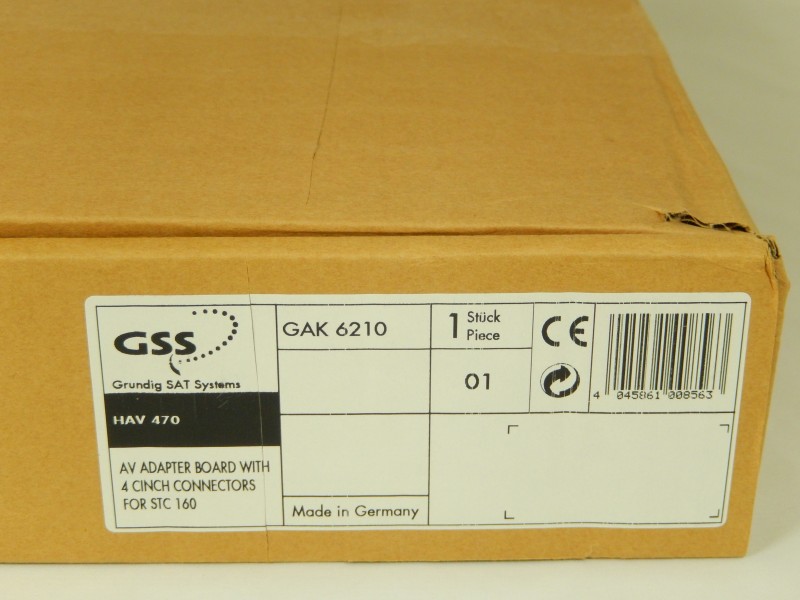 GSS
Grundig SAT Systems
HAV 470
AV ADAPTER BOARD WITH
4 CINCH CONNECTORS
FOR STC 160
GAK 6210
1 Stück
Piece
01
Made in Germany
CE
4 045861 008563